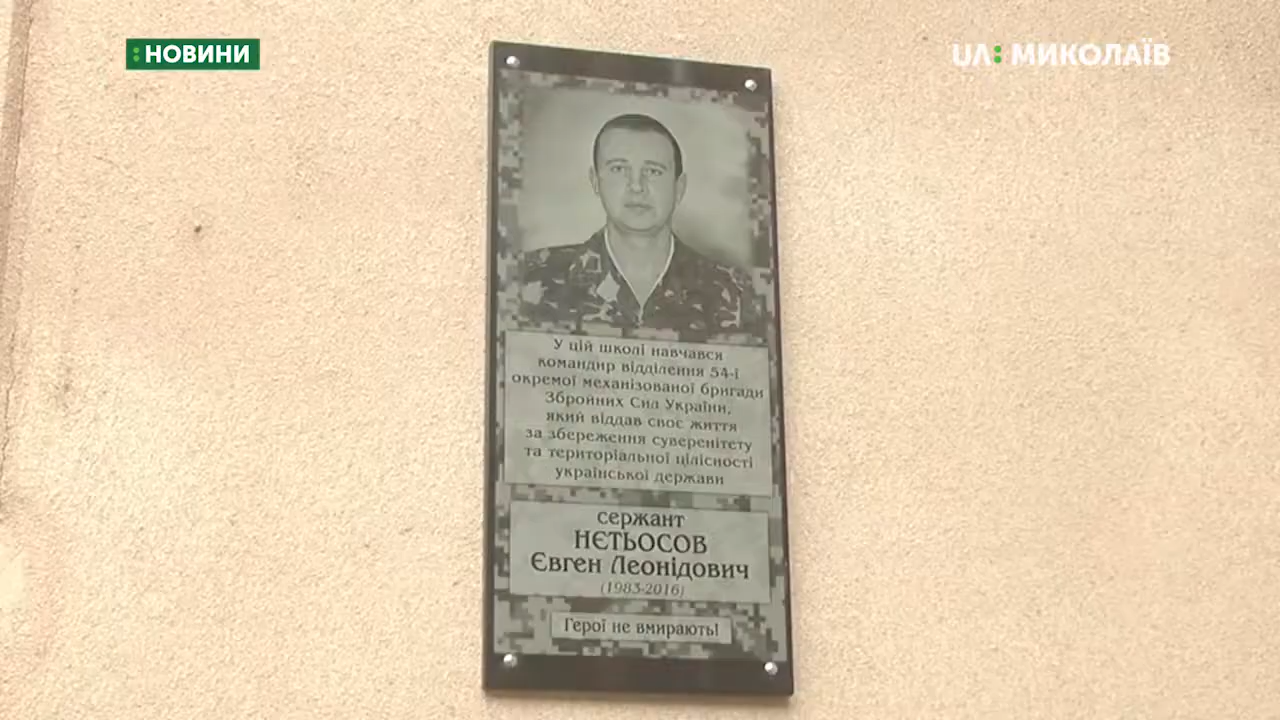 :НОВИНИ
UA: МИКОЛАЇВ
У цій школі навчався
командир відділення 54-ї
окремої механізованої бригади
Збройних Сил України,
який віддав своє життя
за збереження суверенітету
та територіальної цілісності
української держави
сержант
НЄТЬОСОВ
Євген Леонідович
(1983-2016)
Герої не вмирають!